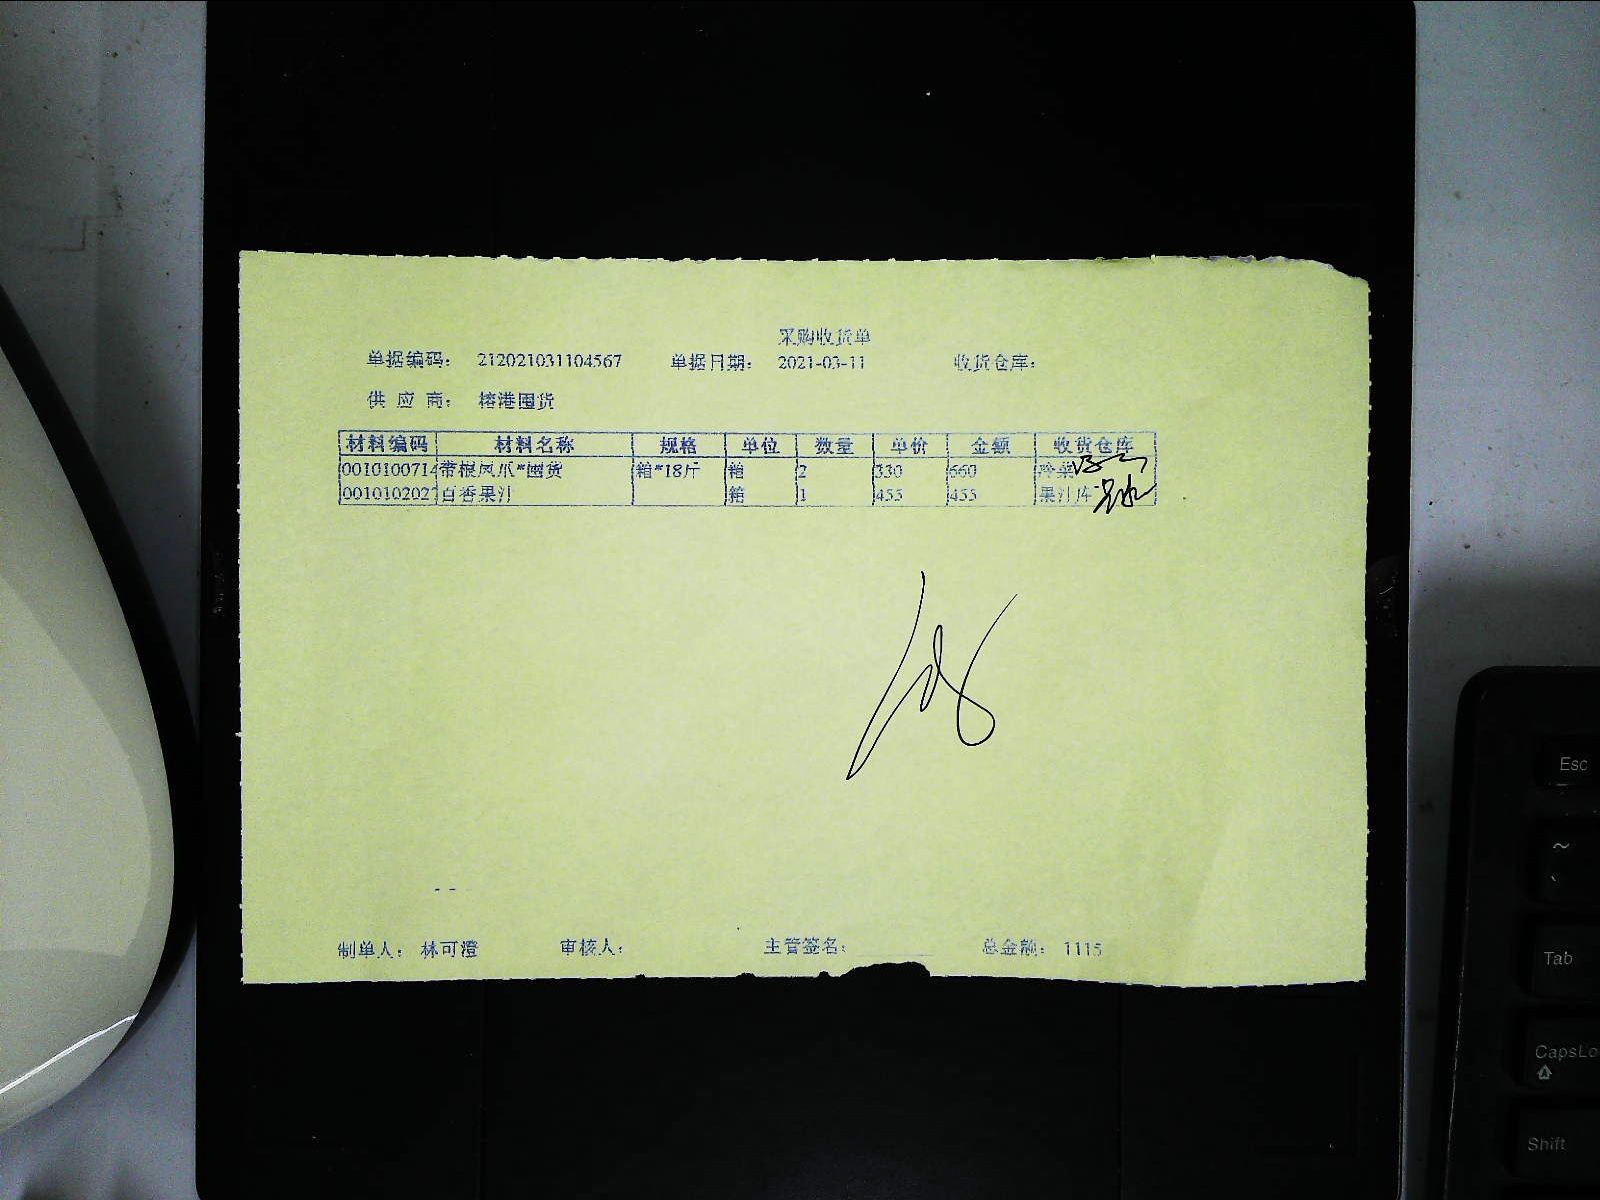 采购收货单
单据编码： 212021031104567 单据日期： 2021-03-11 收货仓库：
供 应 商： 榕港囤货
材料编码 材料名称 规格 单位 数量 单价 金额 收货仓库
0010100714 带根凤爪*囤货 箱*18斤 箱 2 330 660 冷菜
0010102027 百香果汁 箱 1 455 455 果汁库
制单人： 林可澄 审核人： 主管签名： 总金额： 1115
Esc
~
Tab
CapsLo
Shift